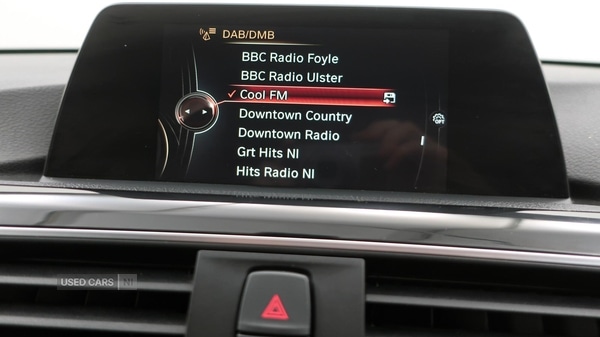 DAB/DMB
BBC Radio Foyle
BBC Radio Ulster
✓ Cool FM
Downtown Country
Downtown Radio
Grt Hits NI
Hits Radio NI
OFF
USED CARS NI